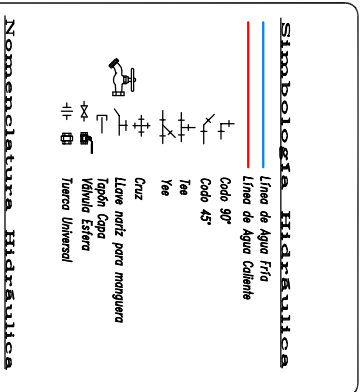 Simbología Hidráulica
Línea de Agua Fría
Línea de Agua Caliente
Codo 90°
Codo 45°
Tee
Yee
Cruz
LLave nariz para manguera
Tapón Capa
Válvula Esfera
Tuerca Universal
Nomenclatura Hidráulica